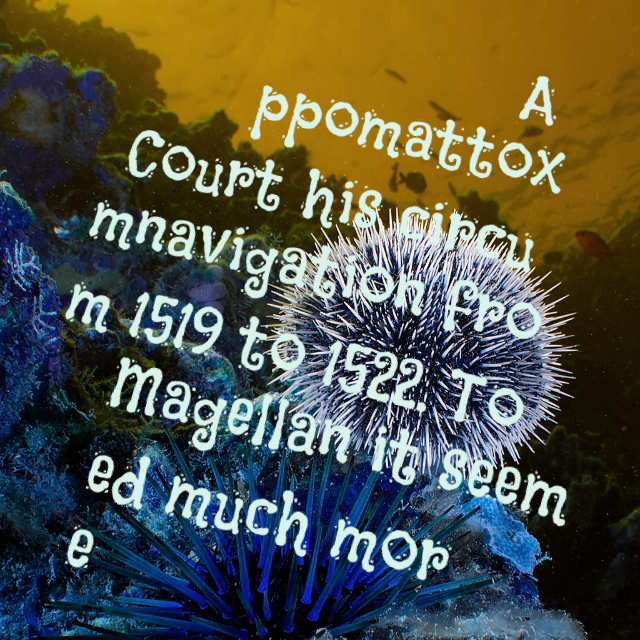 A
ppomattox
Court his circu
mnavigation fro
m 1519 to 1522. To
Magellan it seem
ed much mor
e